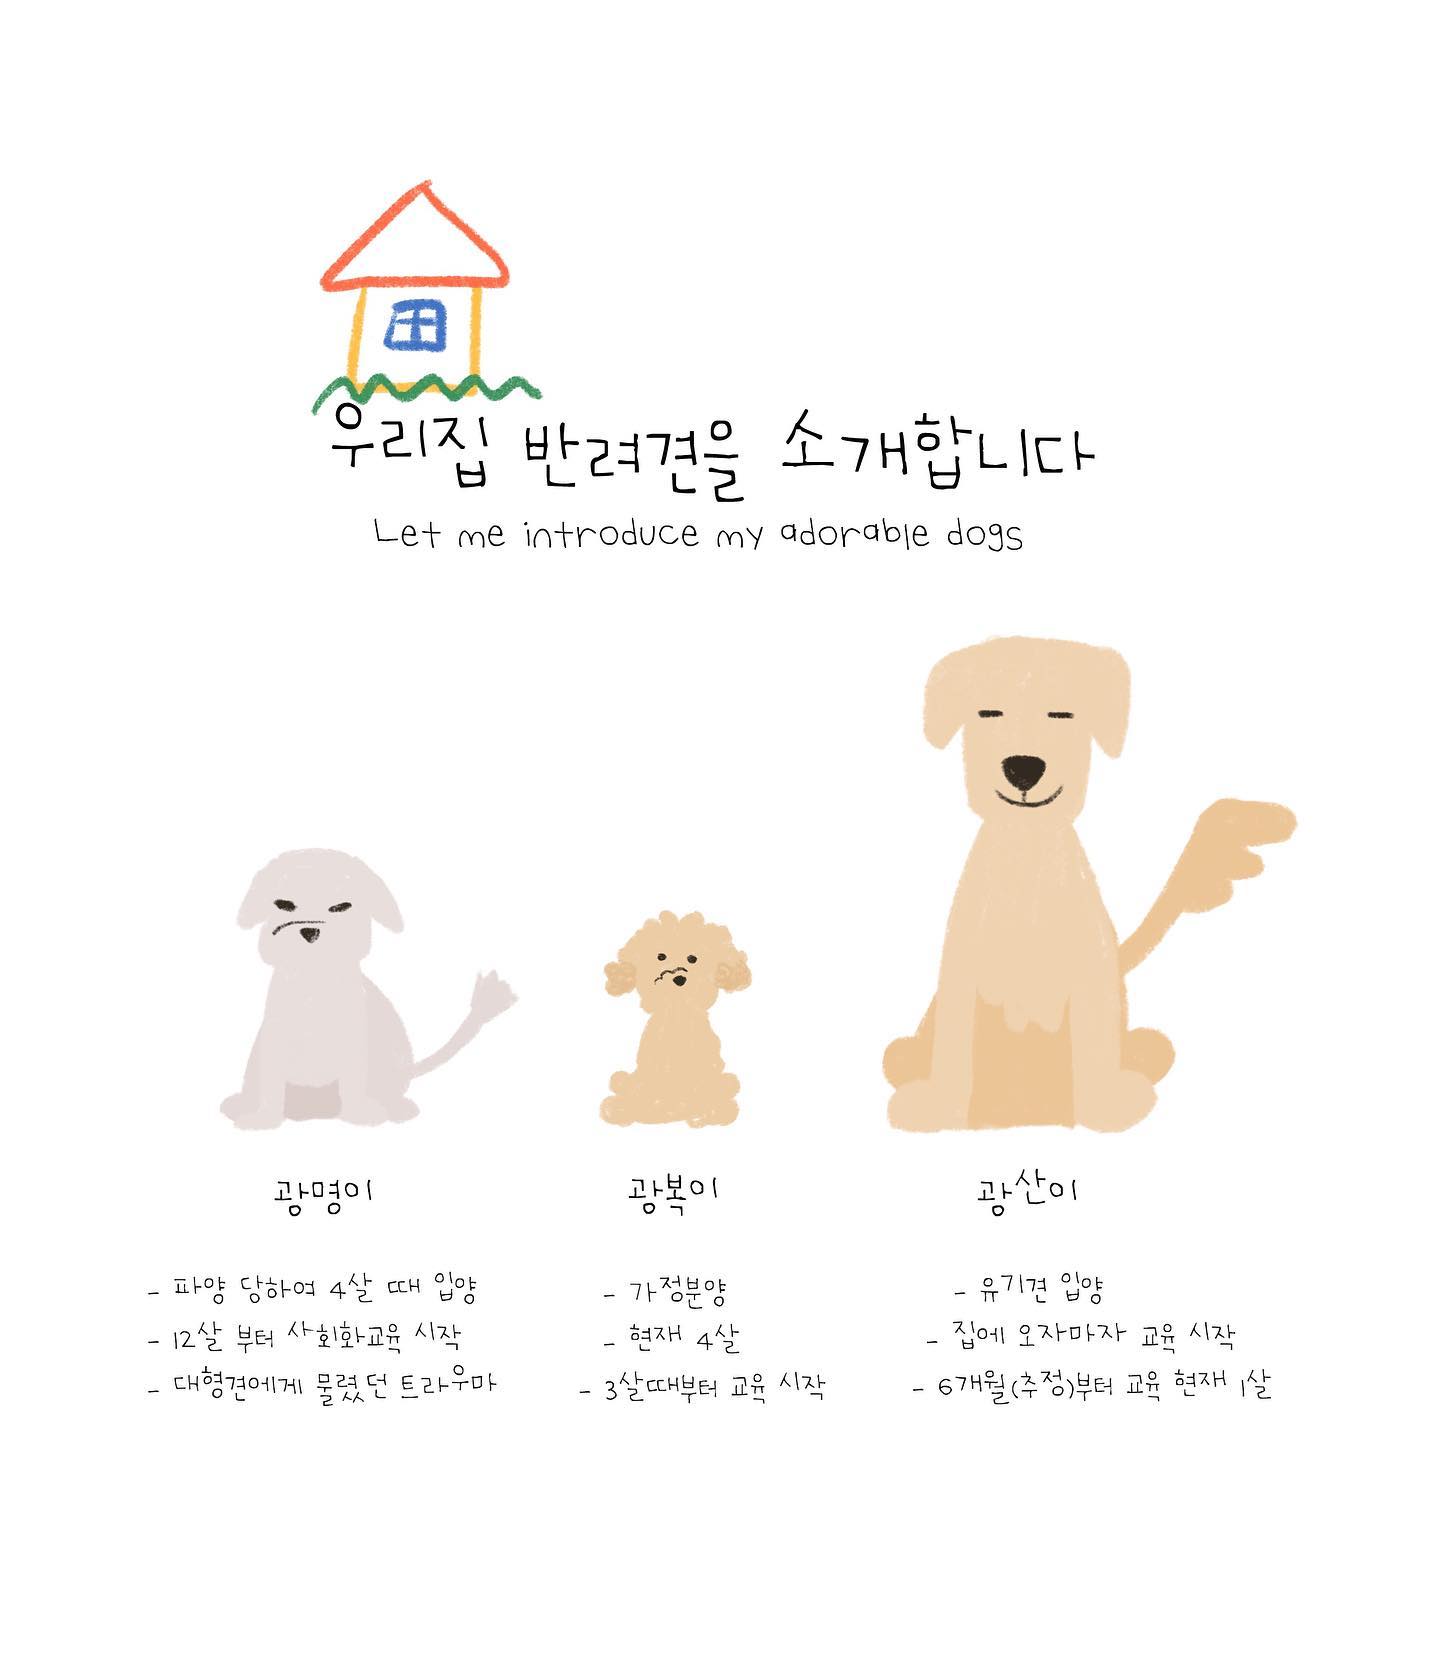 우리집 반려견을 소개합니다
Let me introduce my adorable dogs
광명이
- 파양 당하여 4살 때 입양
- 12살 부터 사회화교육 시작
- 대형견에게 물렸던 트라우마
광복이
- 가정분양
- 현재 4살
- 3살때부터 교육 시작
광산이
- 유기견 입양
- 집에 오자마자 교육 시작
- 6개월(추정)부터 교육 현재 1살